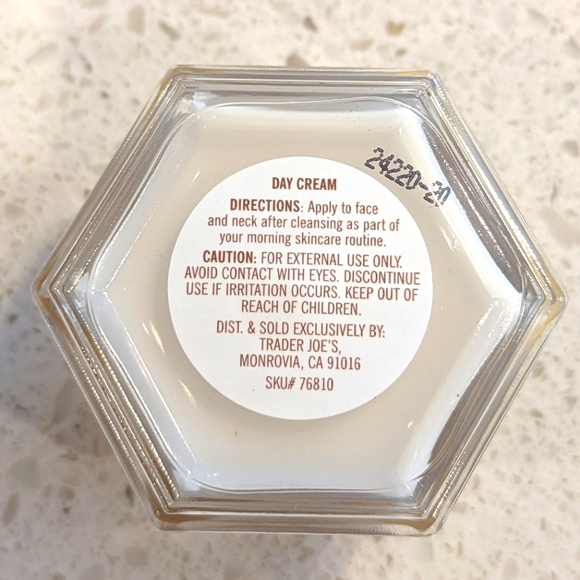 24220-20
DAY CREAM
DIRECTIONS: Apply to face
and neck after cleansing as part of
your morning skincare routine.
CAUTION: FOR EXTERNAL USE ONLY.
AVOID CONTACT WITH EYES. DISCONTINUE
USE IF IRRITATION OCCURS. KEEP OUT OF
REACH OF CHILDREN.
DIST. & SOLD EXCLUSIVELY BY:
TRADER JOE'S,
MONROVIA, CA 91016
SKU# 76810